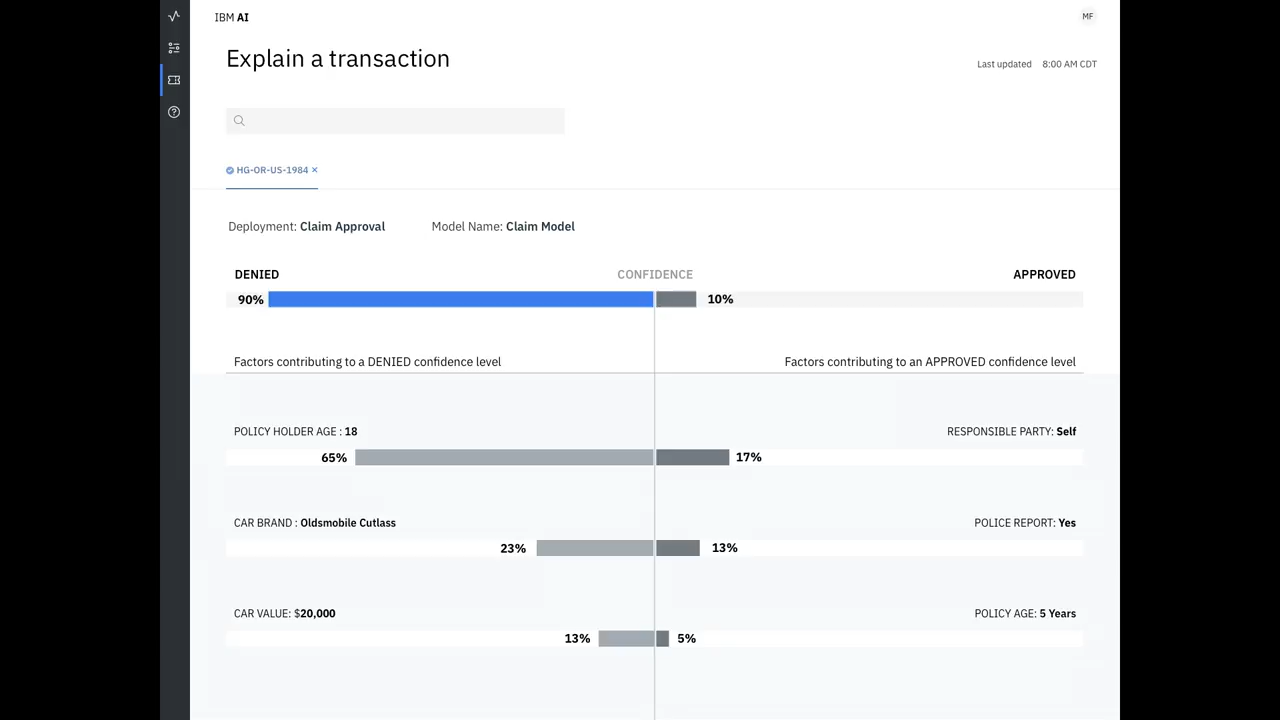 IBM AI
MF
Explain a transaction
Last updated 8:00 AM CDT
HG-OR-US-1984 ×
Deployment: Claim Approval Model Name: Claim Model
DENIED CONFIDENCE APPROVED
90% 10%
Factors contributing to a DENIED confidence level Factors contributing to an APPROVED confidence level
POLICY HOLDER AGE : 18 RESPONSIBLE PARTY: Self
65% 17%
CAR BRAND : Oldsmobile Cutlass POLICE REPORT: Yes
23% 13%
CAR VALUE: $20,000 POLICY AGE: 5 Years
13% 5%